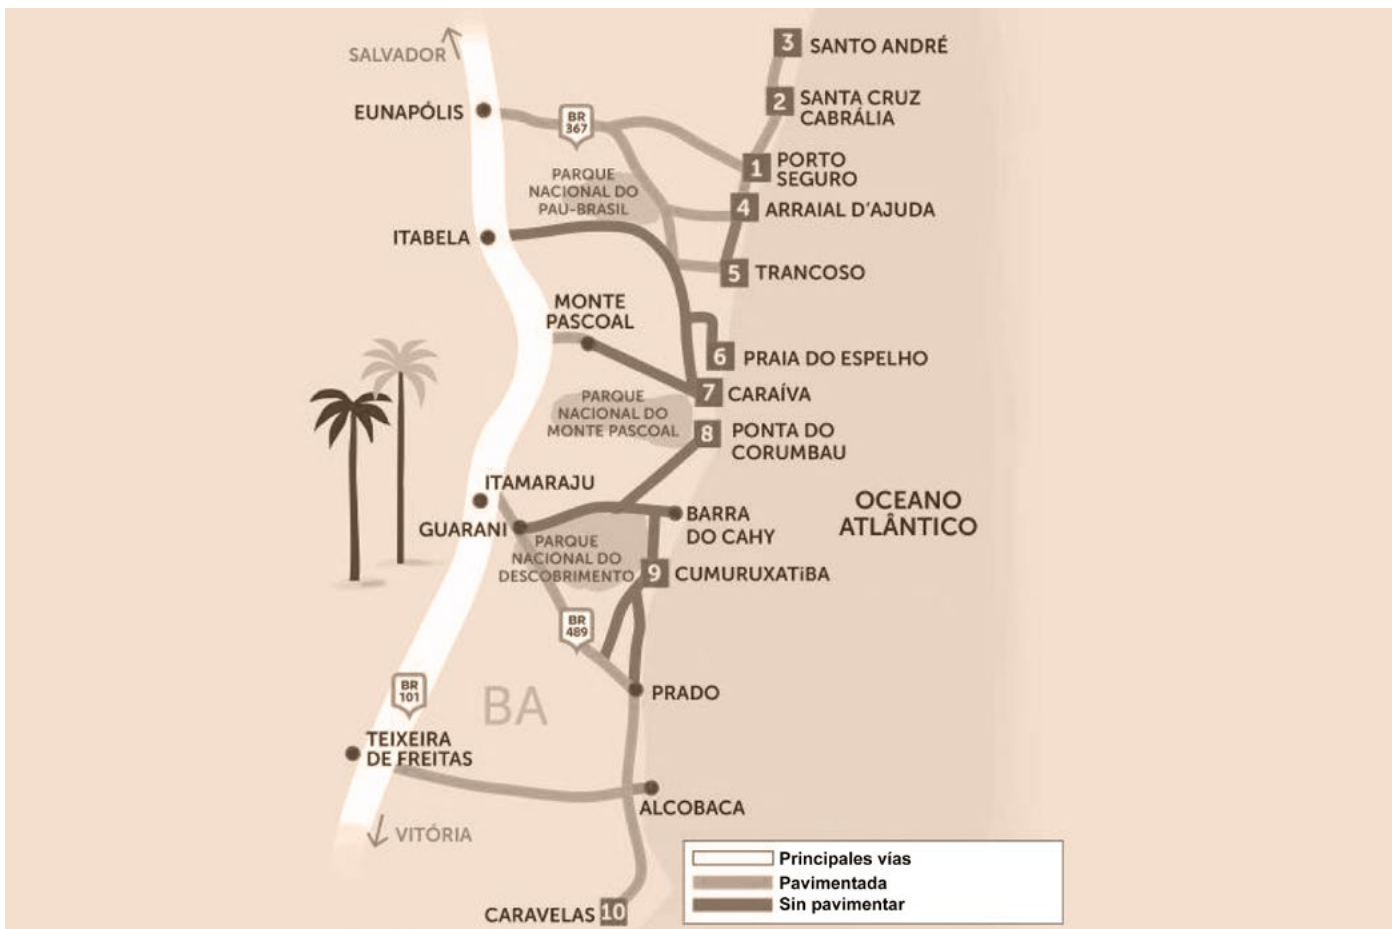 3 SANTO ANDRÉ
SALVADOR
2 SANTA CRUZ
CABRÁLIA
EUNAPÓLIS
BR
367
1 PORTO
SEGURO
PARQUE
NACIONAL DO
PAU-BRASIL
4 ARRAIAL D'AJUDA
ITABELA
5 TRANCOSO
MONTE
PASCOAL
6 PRAIA DO ESPELHO
7 CARAÍVA
PARQUE
NACIONAL DO
MONTE PASCOAL
8 PONTA DO
CORUMBAU
ITAMARAJU
OCEANO
ATLÂNTICO
GUARANI
BARRA
DO CAHY
PARQUE
NACIONAL DO
DESCOBRIMENTO
9 CUMURUXATiBA
BR
489
BR
101
BA
PRADO
TEIXEIRA
DE FREITAS
ALCOBACA
VITÓRIA
Principales vías
Pavimentada
Sin pavimentar
CARAVELAS 10